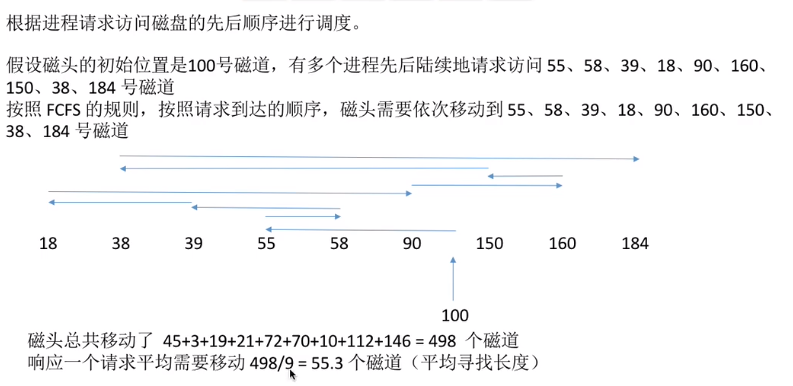 根据进程请求访问磁盘的先后顺序进行调度。
假设磁头的初始位置是100号磁道，有多个进程先后陆续地请求访问 55、58、39、18、90、160、
150、38、184 号磁道
按照 FCFS 的规则，按照请求到达的顺序，磁头需要依次移动到 55、58、39、18、90、160、150、
38、184 号磁道
18 38 39 55 58 90 150 160 184
100
磁头总共移动了 45+3+19+21+72+70+10+112+146 = 498 个磁道
响应一个请求平均需要移动 498/9 = 55.3 个磁道（平均寻找长度）